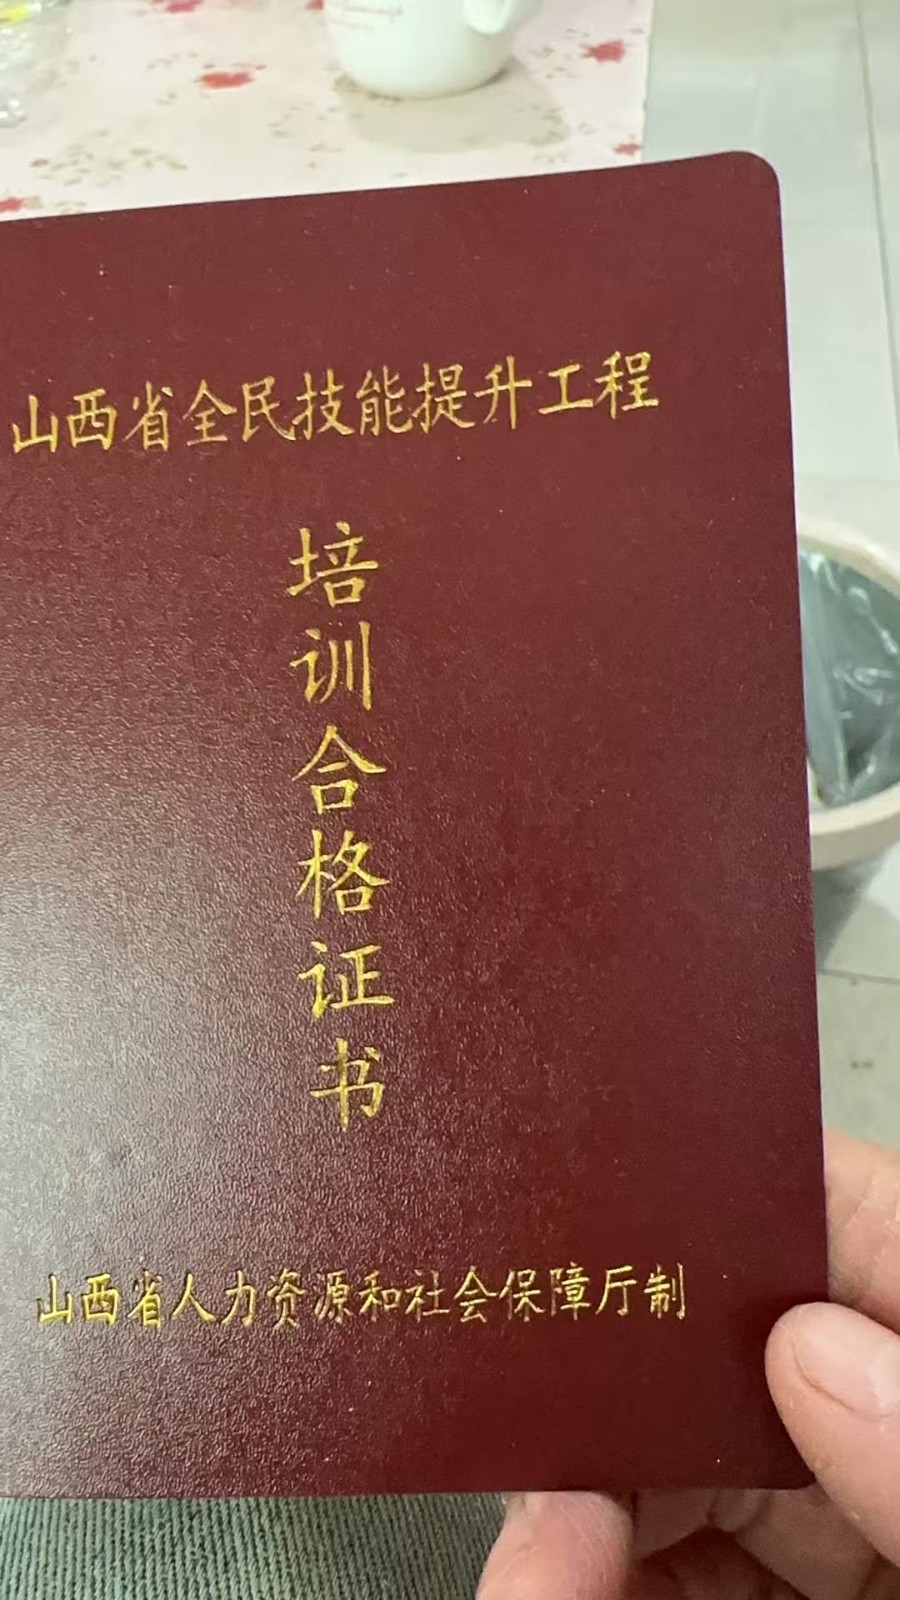 山西省全民技能提升工程
培训合格证书
山西省人力资源和社会保障厅制